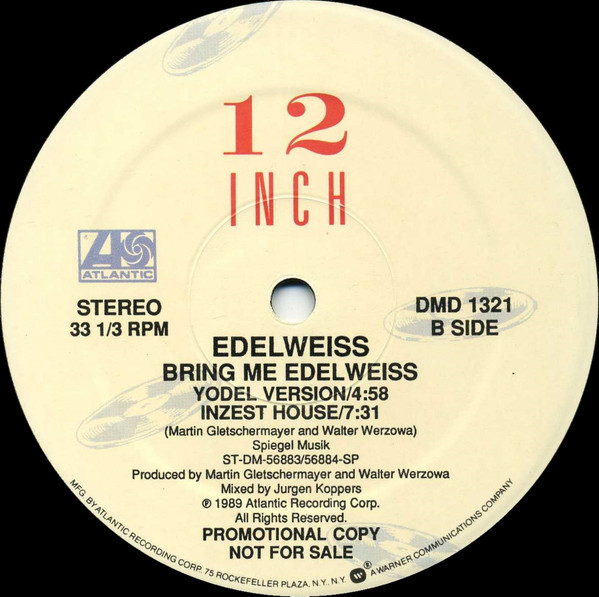 12
INCH
ATLANTIC
STEREO
33 1/3 RPM
DMD 1321
B SIDE
EDELWEISS
BRING ME EDELWEISS
YODEL VERSION/4:58
INZEST HOUSE/7:31
(Martin Gletschermayer and Walter Werzowa)
Spiegel Musik
ST-DM-56883/56884-SP
Produced by Martin Gletschermayer and Walter Werzowa
Mixed by Jurgen Koppers
℗ 1989 Atlantic Recording Corp.
All Rights Reserved.
PROMOTIONAL COPY
NOT FOR SALE
MFG. BY ATLANTIC RECORDING CORP. 75 ROCKEFELLER PLAZA, N.Y., N.Y. ® A WARNER COMMUNICATIONS COMPANY